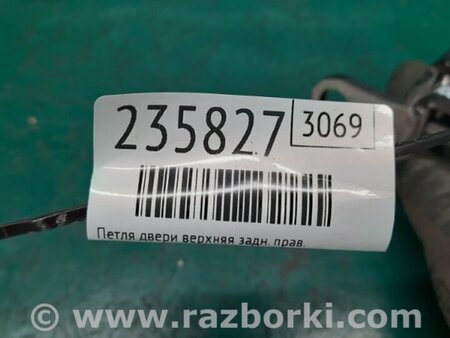 235827 3069
Петля двери верхняя задн. прав.
© www.razborki.com